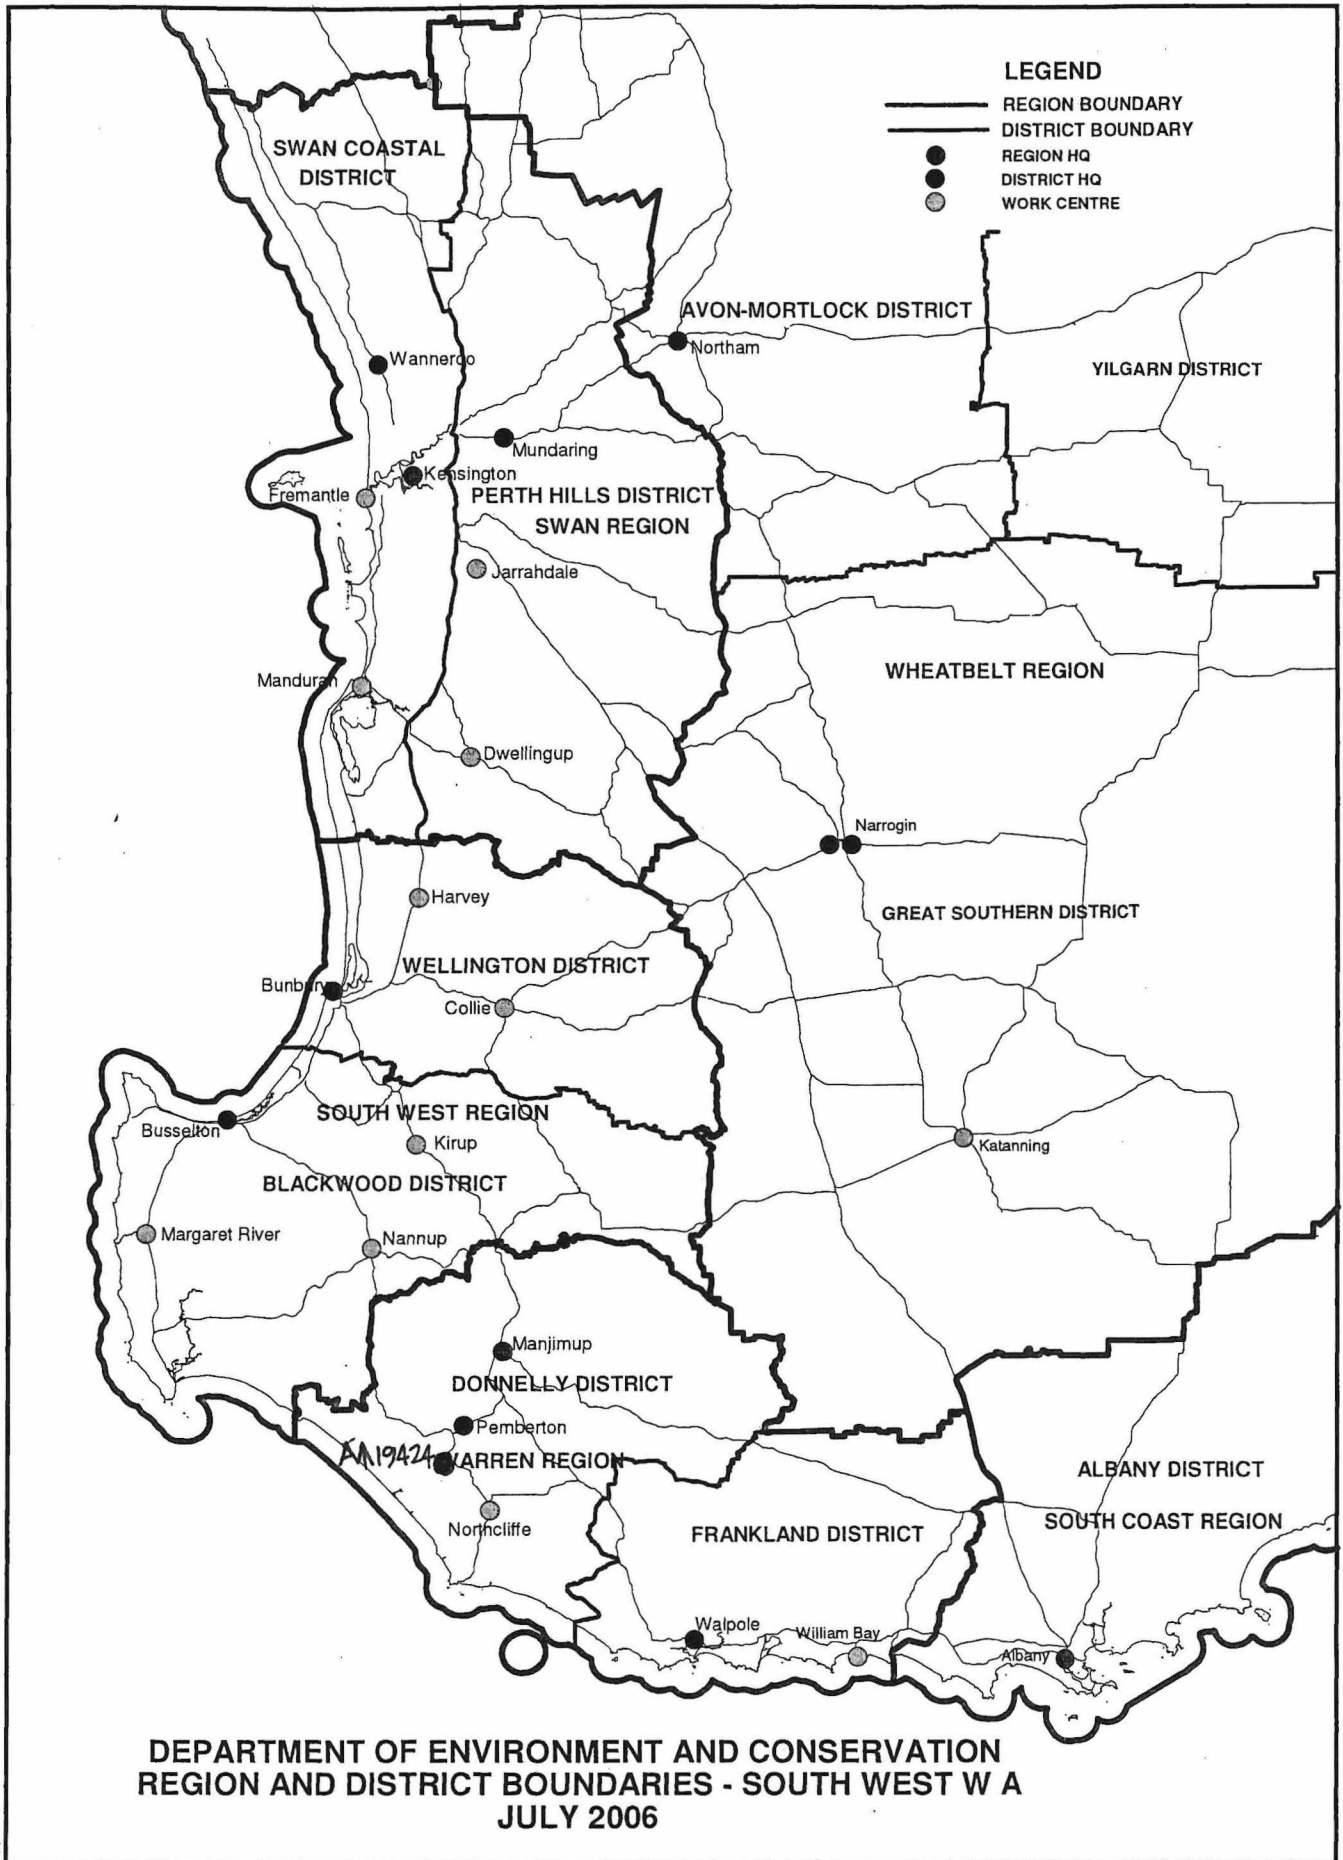 LEGEND
REGION BOUNDARY
DISTRICT BOUNDARY
REGION HQ
DISTRICT HQ
WORK CENTRE
SWAN COASTAL
DISTRICT
AVON-MORTLOCK DISTRICT
Northam
YILGARN DISTRICT
Wanneroo
Mundaring
Kensington
Fremantle
PERTH HILLS DISTRICT
SWAN REGION
Jarrahdale
WHEATBELT REGION
Mandurah
Dwellingup
Narrogin
Harvey
GREAT SOUTHERN DISTRICT
WELLINGTON DISTRICT
Bunbury
Collie
SOUTH WEST REGION
Busselton
Kirup
Katanning
BLACKWOOD DISTRICT
Margaret River
Nannup
Manjimup
DONNELLY DISTRICT
Pemberton
WARREN REGION
ALBANY DISTRICT
Northcliffe
FRANKLAND DISTRICT
SOUTH COAST REGION
Walpole
William Bay
Albany
DEPARTMENT OF ENVIRONMENT AND CONSERVATION
REGION AND DISTRICT BOUNDARIES - SOUTH WEST W A
JULY 2006